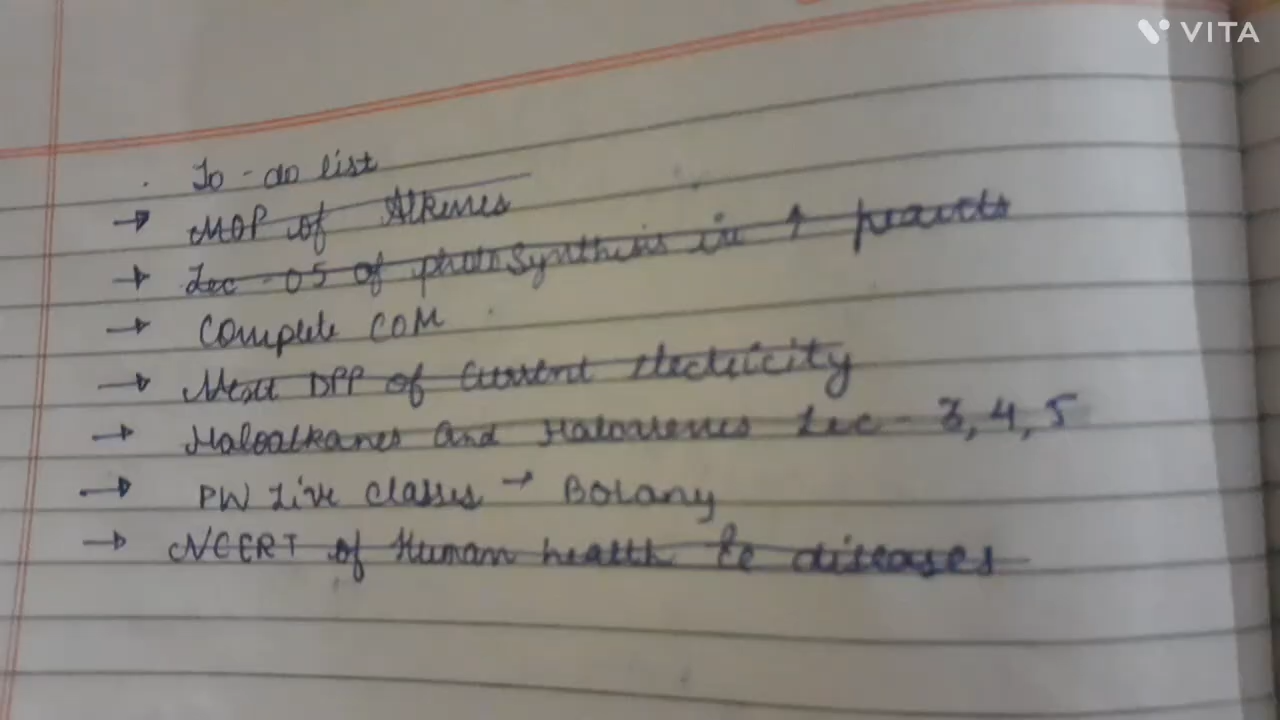 VITA
To-do list
→ MOP of Alkenes
→ Lec-05 of photosynthesis in ↑ plants
→ Complete COM
→ DPP of Current Electricity
→ Haloalkanes and Haloarenes Lec - 3, 4, 5
→ PW Live classes → Botany
→ NCERT of Human health & diseases